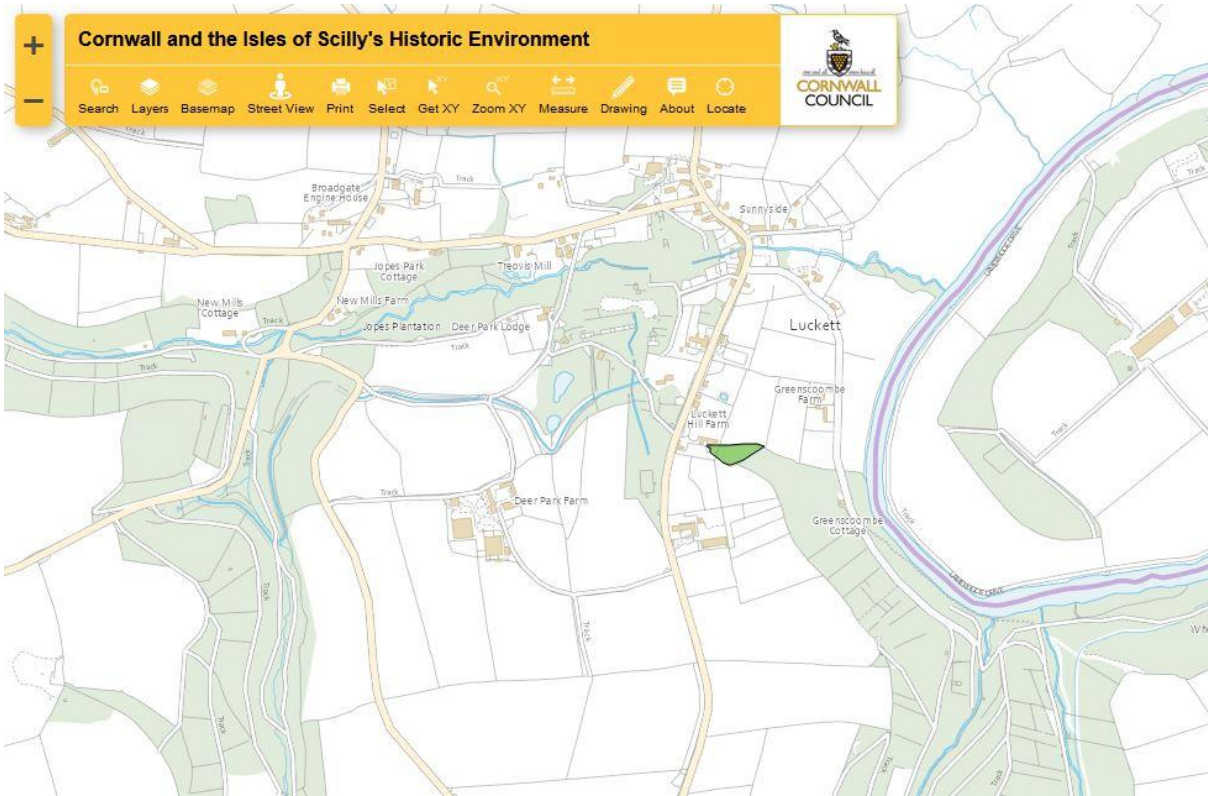 +
Cornwall and the Isles of Scilly's Historic Environment
Search Layers Basemap Street View Print Select Get XY Zoom XY Measure Drawing About Locate
CORNWALL
COUNCIL
−
Track
Track
Track
Broadgate
Engine House
Sunnyside
Track
Jopes Park
Cottage
Treovis Mill
New Mills
Cottage
Track
New Mills Farm
Jopes Plantation
Deer Park Lodge
Track
Luckett
Track
Greenscoombe
Farm
Luckett
Hill Farm
Track
Track
Track
Deer Park Farm
Greenscoombe
Cottage
Track
Track
Track
Track